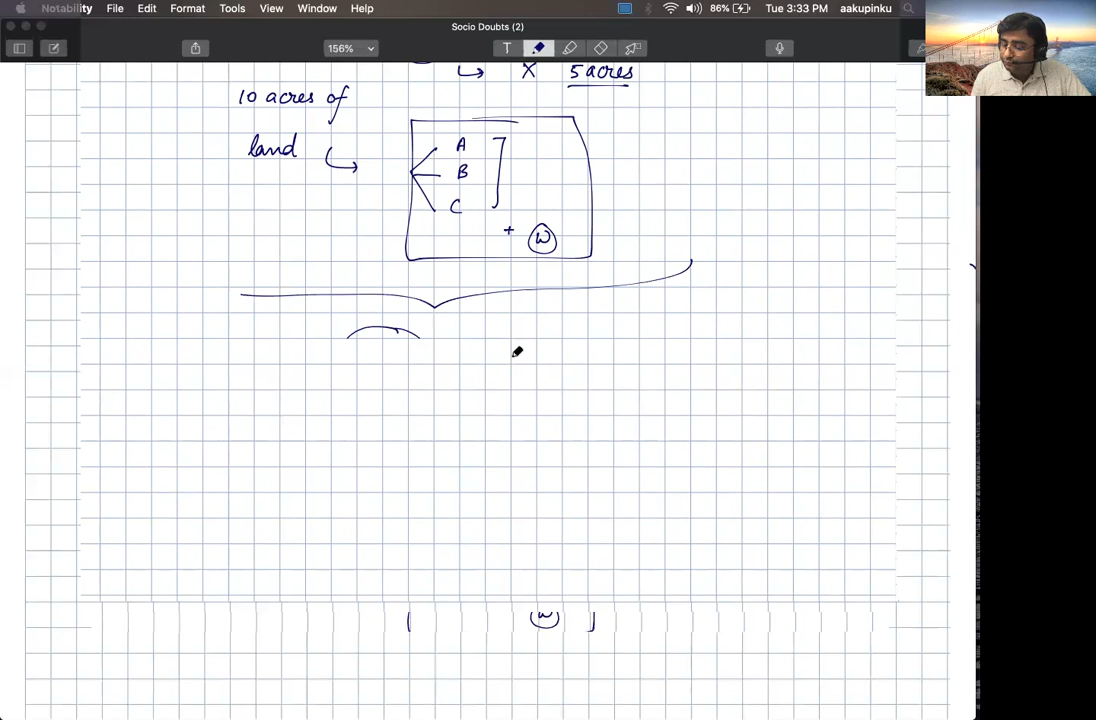 Notability File Edit Format Tools View Window Help 86% Tue 3:33 PM aakupinku
Socio Doubts (2)
156% T
X 5 acres
10 acres of
land
A
B
C
+ W
W